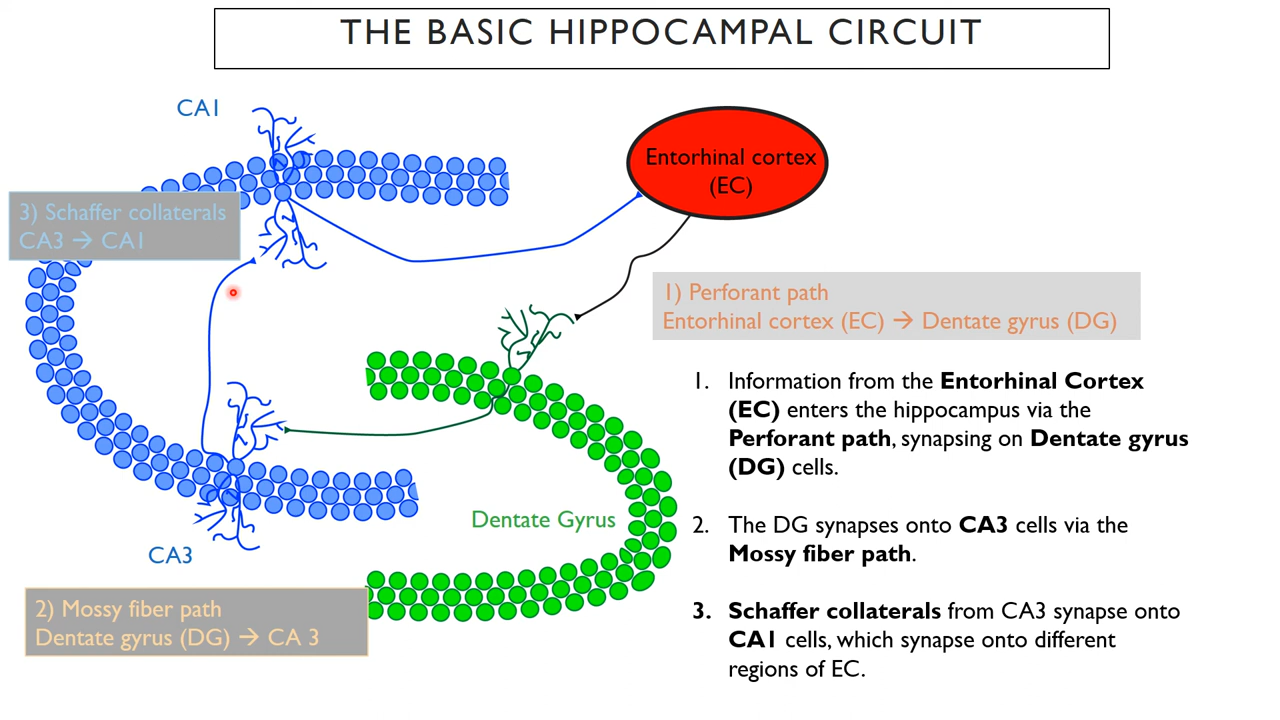 THE BASIC HIPPOCAMPAL CIRCUIT
CA1
Entorhinal cortex
(EC)
3) Schaffer collaterals
CA3 → CA1
1) Perforant path
Entorhinal cortex (EC) → Dentate gyrus (DG)
1. Information from the Entorhinal Cortex
(EC) enters the hippocampus via the
Perforant path, synapsing on Dentate gyrus
(DG) cells.
Dentate Gyrus
2. The DG synapses onto CA3 cells via the
Mossy fiber path.
CA3
2) Mossy fiber path
Dentate gyrus (DG) → CA 3
3. Schaffer collaterals from CA3 synapse onto
CA1 cells, which synapse onto different
regions of EC.